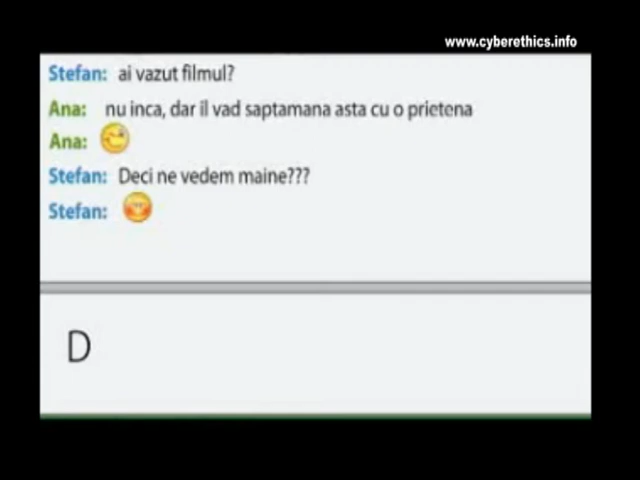 www.cyberethics.info
Stefan: ai vazut filmul?
Ana: nu inca, dar il vad saptamana asta cu o prietena
Ana:
Stefan: Deci ne vedem maine???
Stefan:
D